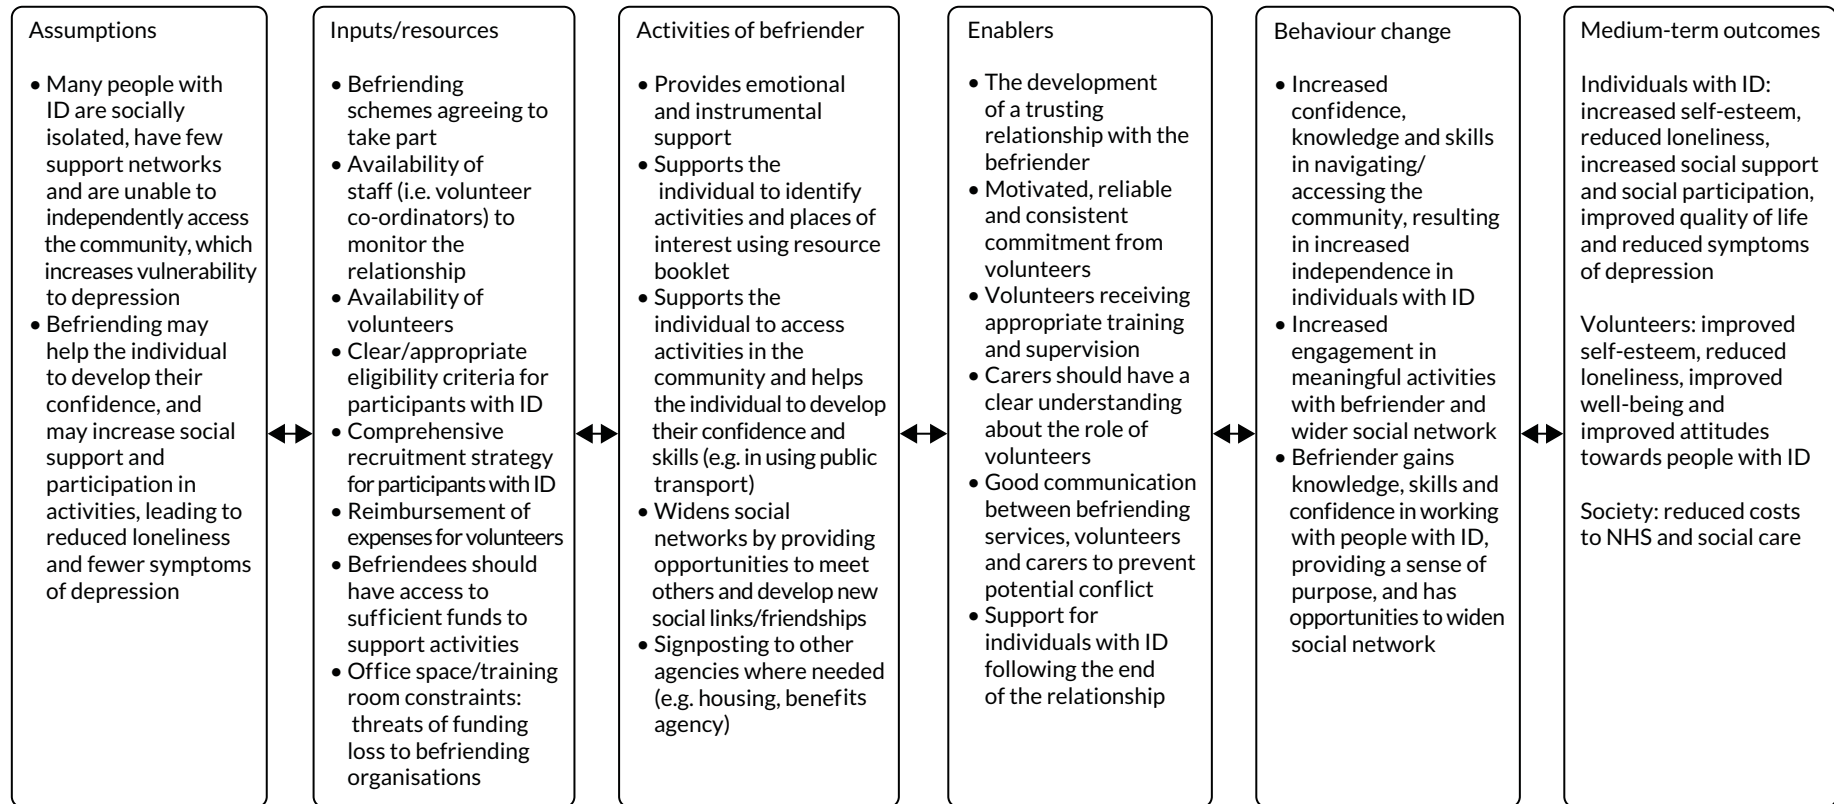 Assumptions
• Many people with
ID are socially
isolated, have few
support networks
and are unable to
independently access
the community, which
increases vulnerability
to depression
• Befriending may
help the individual
to develop their
confidence, and
may increase social
support and
participation in
activities, leading to
reduced loneliness
and fewer symptoms
of depression
Inputs/resources
• Befriending
schemes agreeing to
take part
• Availability of
staff (i.e. volunteer
co-ordinators) to
monitor the
relationship
• Availability of
volunteers
• Clear/appropriate
eligibility criteria for
participants with ID
• Comprehensive
recruitment strategy
for participants with ID
• Reimbursement of
expenses for volunteers
• Befriendees should
have access to
sufficient funds to
support activities
• Office space/training
room constraints:
threats of funding
loss to befriending
organisations
Activities of befriender
• Provides emotional
and instrumental
support
• Supports the
individual to identify
activities and places of
interest using resource
booklet
• Supports the
individual to access
activities in the
community and helps
the individual to develop
their confidence and
skills (e.g. in using public
transport)
• Widens social
networks by providing
opportunities to meet
others and develop new
social links/friendships
• Signposting to other
agencies where needed
(e.g. housing, benefits
agency)
Enablers
• The development
of a trusting
relationship with the
befriender
• Motivated, reliable
and consistent
commitment from
volunteers
• Volunteers receiving
appropriate training
and supervision
• Carers should have a
clear understanding
about the role of
volunteers
• Good communication
between befriending
services, volunteers
and carers to prevent
potential conflict
• Support for
individuals with ID
following the end
of the relationship
Behaviour change
• Increased
confidence,
knowledge and skills
in navigating/
accessing the
community, resulting
in increased
independence in
individuals with ID
• Increased
engagement in
meaningful activities
with befriender and
wider social network
• Befriender gains
knowledge, skills and
confidence in working
with people with ID,
providing a sense of
purpose, and has
opportunities to widen
social network
Medium-term outcomes
Individuals with ID:
increased self-esteem,
reduced loneliness,
increased social support
and social participation,
improved quality of life
and reduced symptoms
of depression
Volunteers: improved
self-esteem, reduced
loneliness, improved
well-being and
improved attitudes
towards people with ID
Society: reduced costs
to NHS and social care